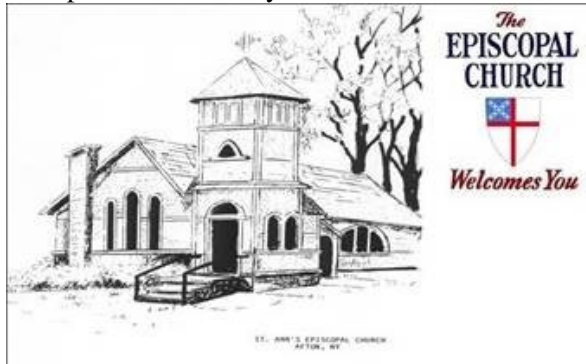 The
EPISCOPAL
CHURCH
Welcomes You
ST. ANN'S EPISCOPAL CHURCH
AFTON, NY